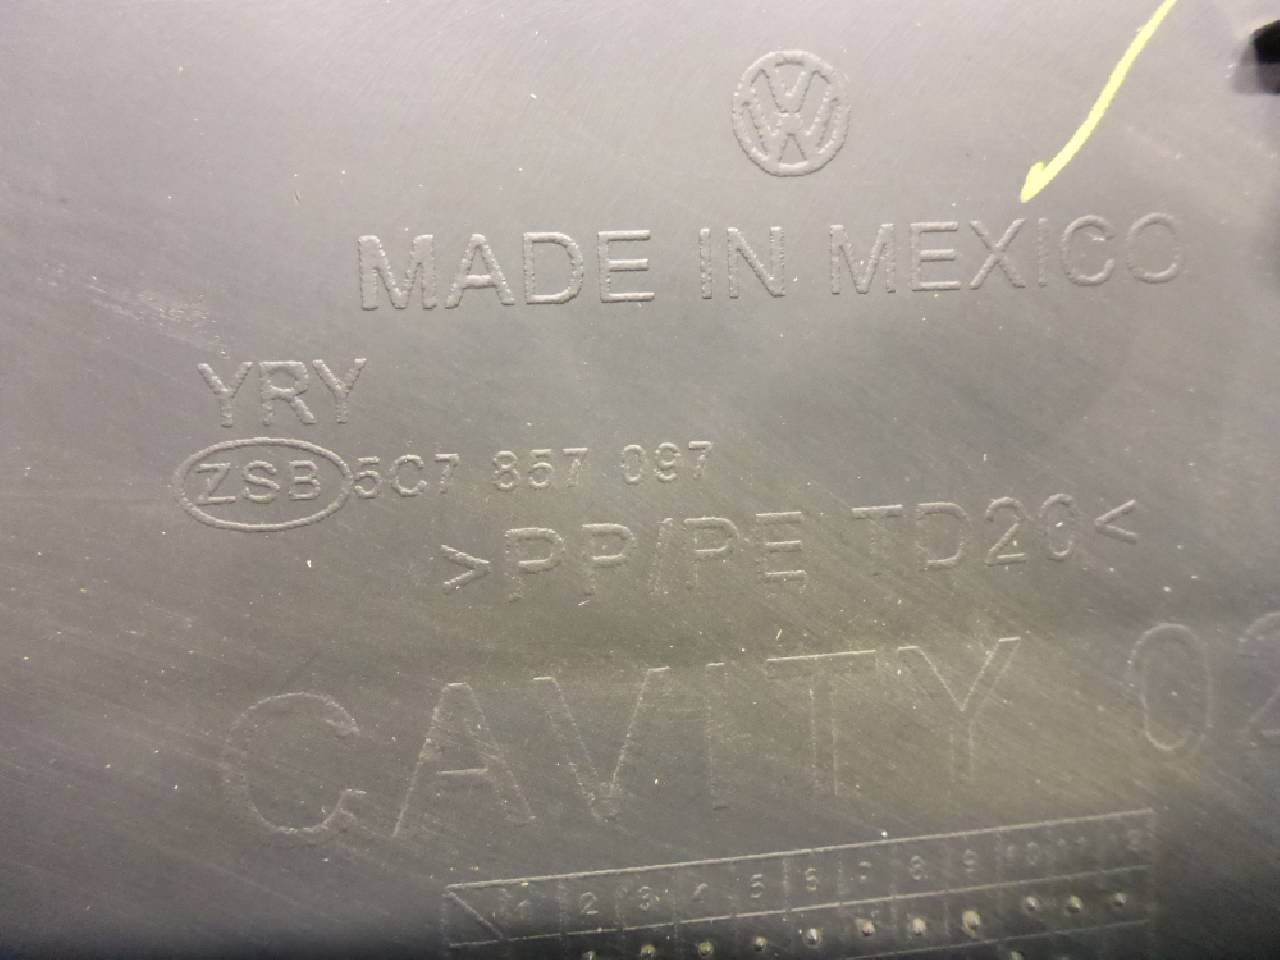 MADE IN MEXICO
YRY
ZSB 5C7 857 097
>PP/PE TD20<
CAVITY 02
1 2 3 4 5 6 7 8 9 10 11 12